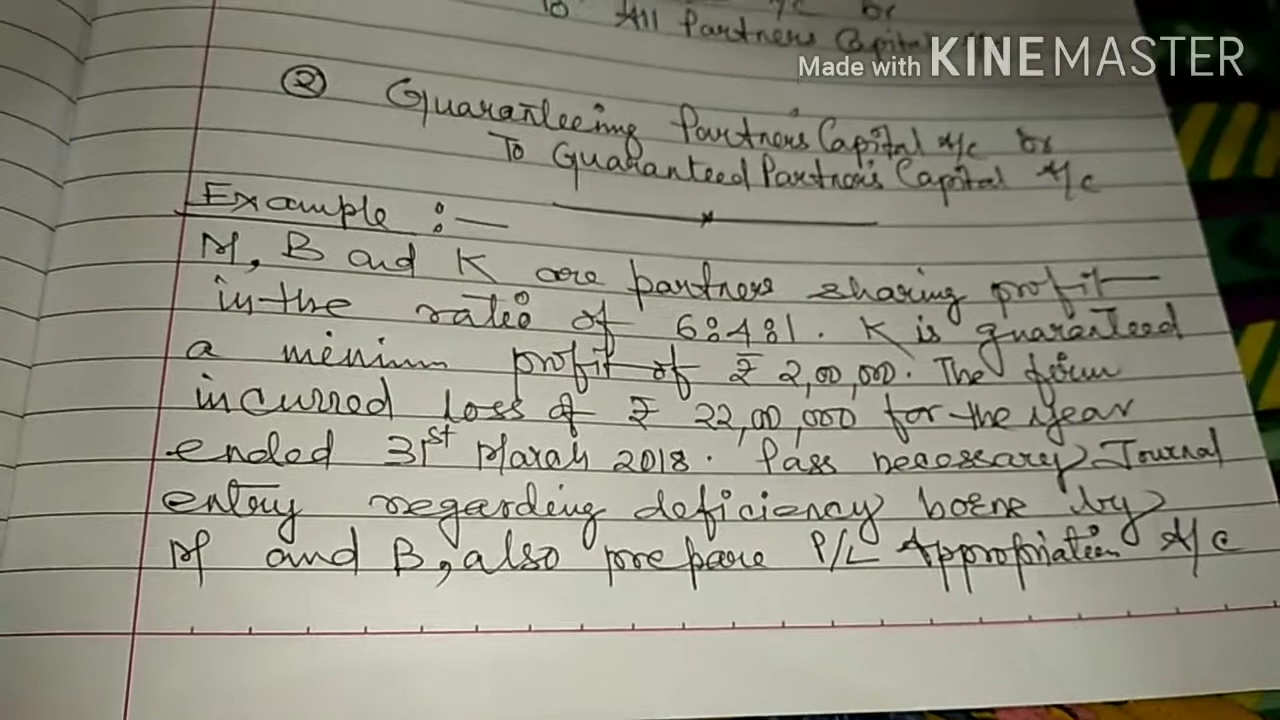 To All Partners Capital
Made with KINEMASTER
② Guaranteeing Partners Capital A/c Dr
To Guaranteed Partner's Capital A/c
Example :—
M, B and K are partners sharing profit
in the ratio of 6:4:1. K is guaranteed
a minimum profit of ₹ 2,00,000. The firm
incurred loss of ₹ 22,00,000 for the year
ended 31st March 2018. Pass necessary Journal
entry regarding deficiency borne by
M and B, also prepare P/L Appropriation A/c